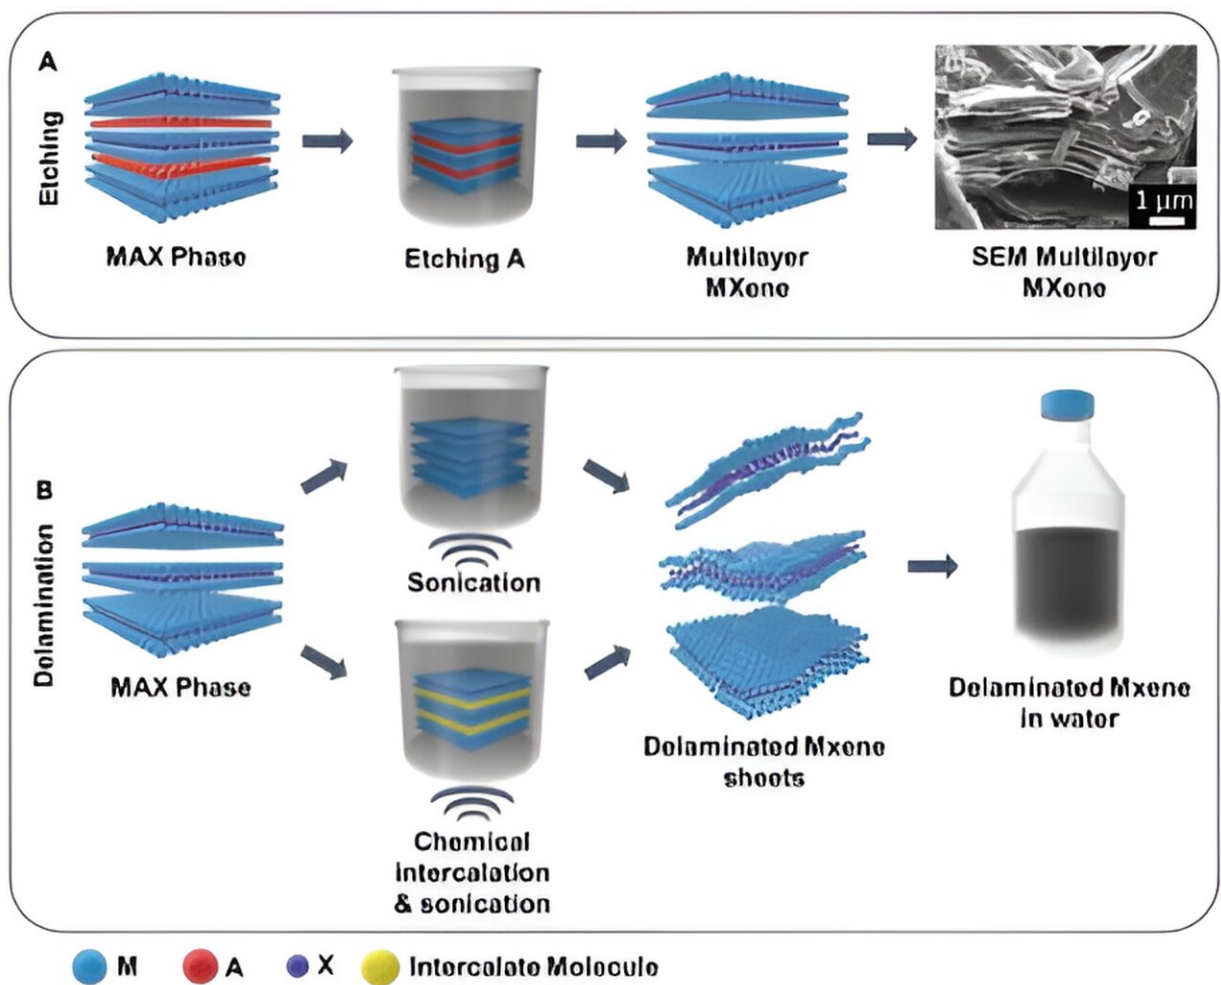 A
Etching
MAX Phase
Etching A
Multilayer
MXene
1 µm
SEM Multilayer
MXene
B
Delamination
MAX Phase
Sonication
Chemical
intercalation
& sonication
Delaminated Mxene
sheets
Delaminated Mxene
in water
M
A
X
Intercalate Molecule